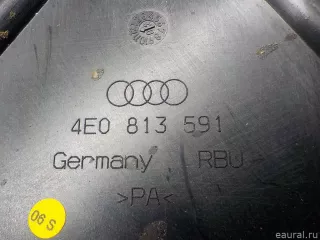 4E0 813 591
Germany RBU
>PA<
06 S
eaural.ru